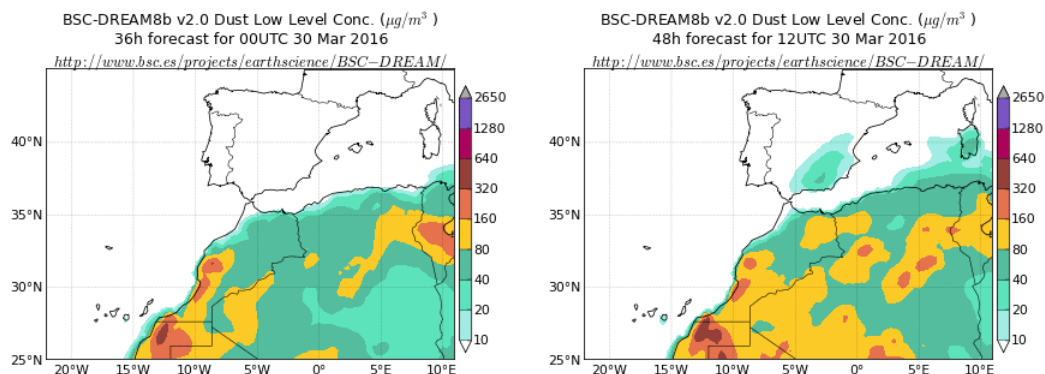 BSC-DREAM8b v2.0 Dust Low Level Conc. (μg/m³)
36h forecast for 00UTC 30 Mar 2016
http://www.bsc.es/projects/earthscience/BSC−DREAM/
2650
1280
640
320
160
80
40
20
10
40°N
35°N
30°N
25°N
20°W 15°W 10°W 5°W 0°E 5°E 10°E
BSC-DREAM8b v2.0 Dust Low Level Conc. (μg/m³)
48h forecast for 12UTC 30 Mar 2016
http://www.bsc.es/projects/earthscience/BSC−DREAM/
2650
1280
640
320
160
80
40
20
10
40°N
35°N
30°N
25°N
20°W 15°W 10°W 5°W 0°E 5°E 10°E